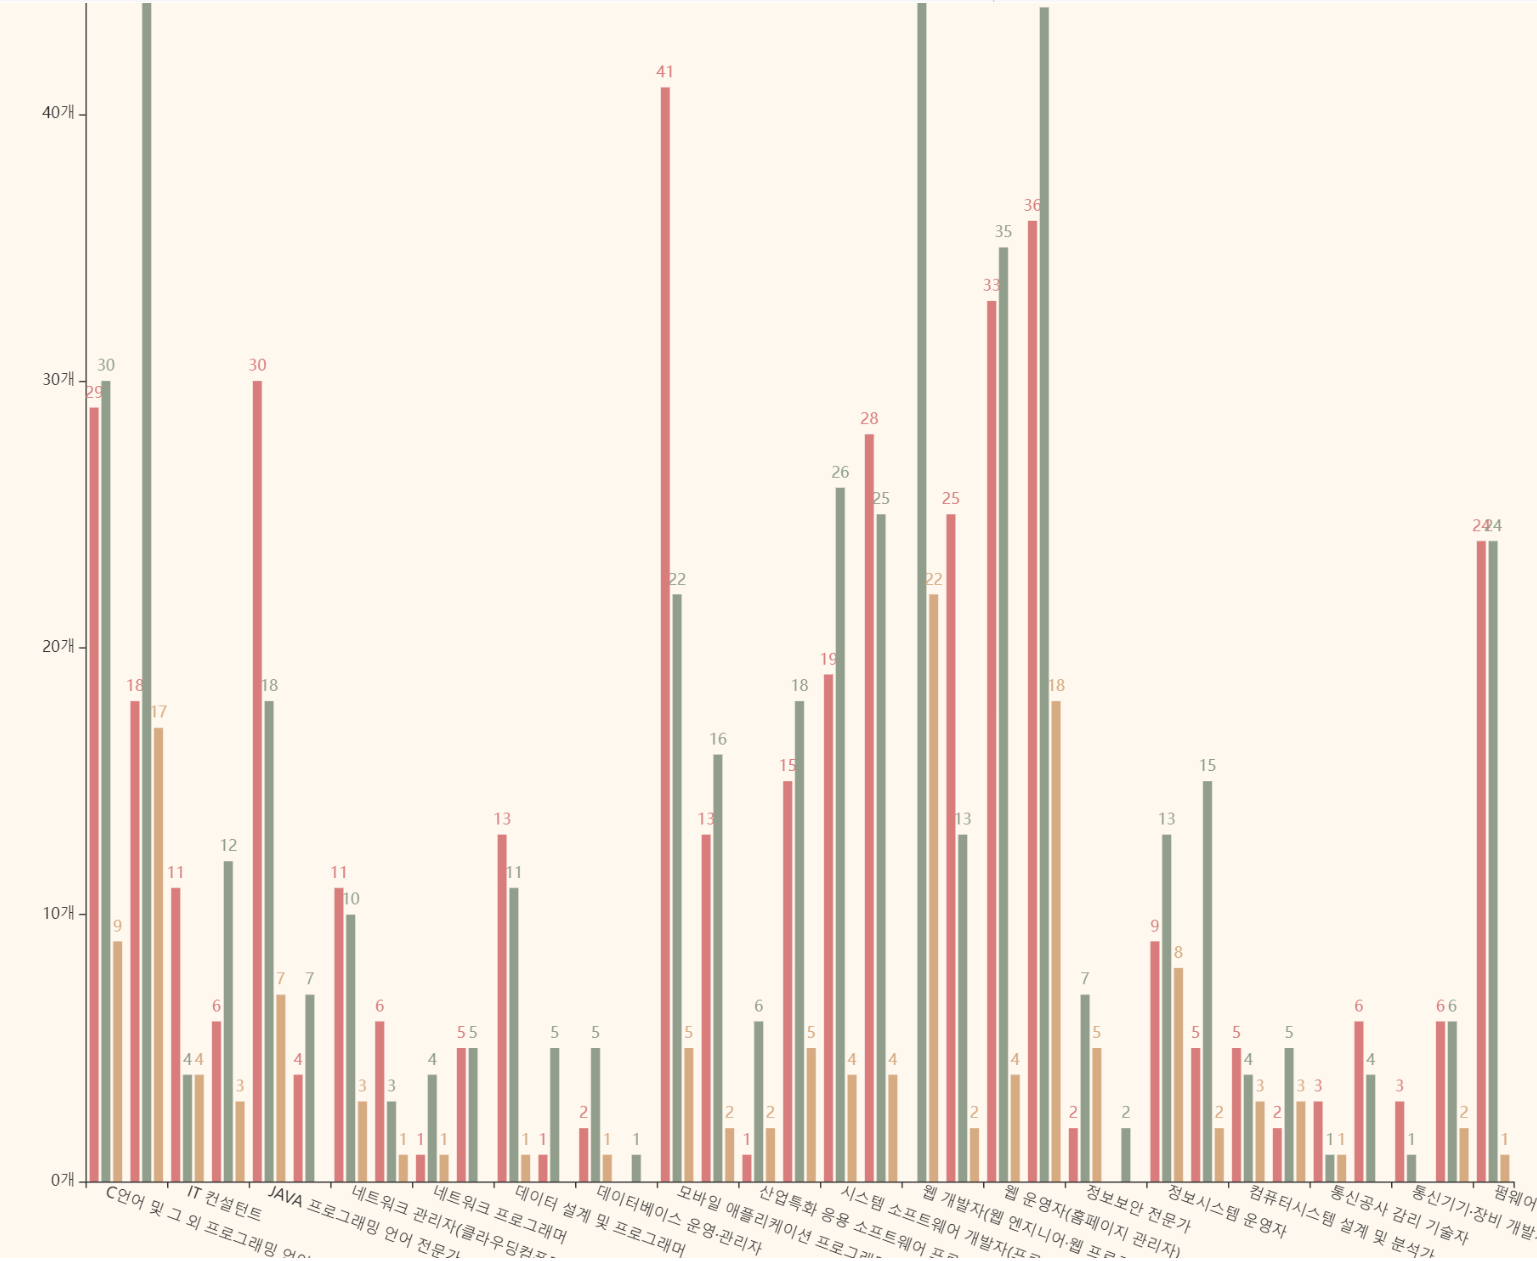 40개
30개
20개
10개
0개
29 30 9 18 17
11 4 4 6 12 3
30 18 7 4 7
11 10 3 6 3 1
1 4 1 5 5
13 11 1 1 5
2 5 1 1
41 22 5 13 16 2
1 6 2 15 18 5
19 26 4 28 25 4
22 25 13 2
33 35 4 36 18
2 7 5 2
9 13 8 5 15 2
5 4 3 2 5 3
3 1 1 6 4
3 1 6 6 2
24 24 1
C언어 및 그 외 프로그래밍 언어
IT 컨설턴트
JAVA 프로그래밍 언어 전문가
네트워크 관리자(클라우딩컴퓨
네트워크 프로그래머
데이터 설계 및 프로그래머
데이터베이스 운영·관리자
모바일 애플리케이션 프로그래
산업특화 응용 소프트웨어 프로
시스템 소프트웨어 개발자(프로
웹 개발자(웹 엔지니어·웹 프로
웹 운영자(홈페이지 관리자)
정보보안 전문가
정보시스템 운영자
컴퓨터시스템 설계 및 분석가
통신공사 감리 기술자
통신기기·장비 개발
펌웨어